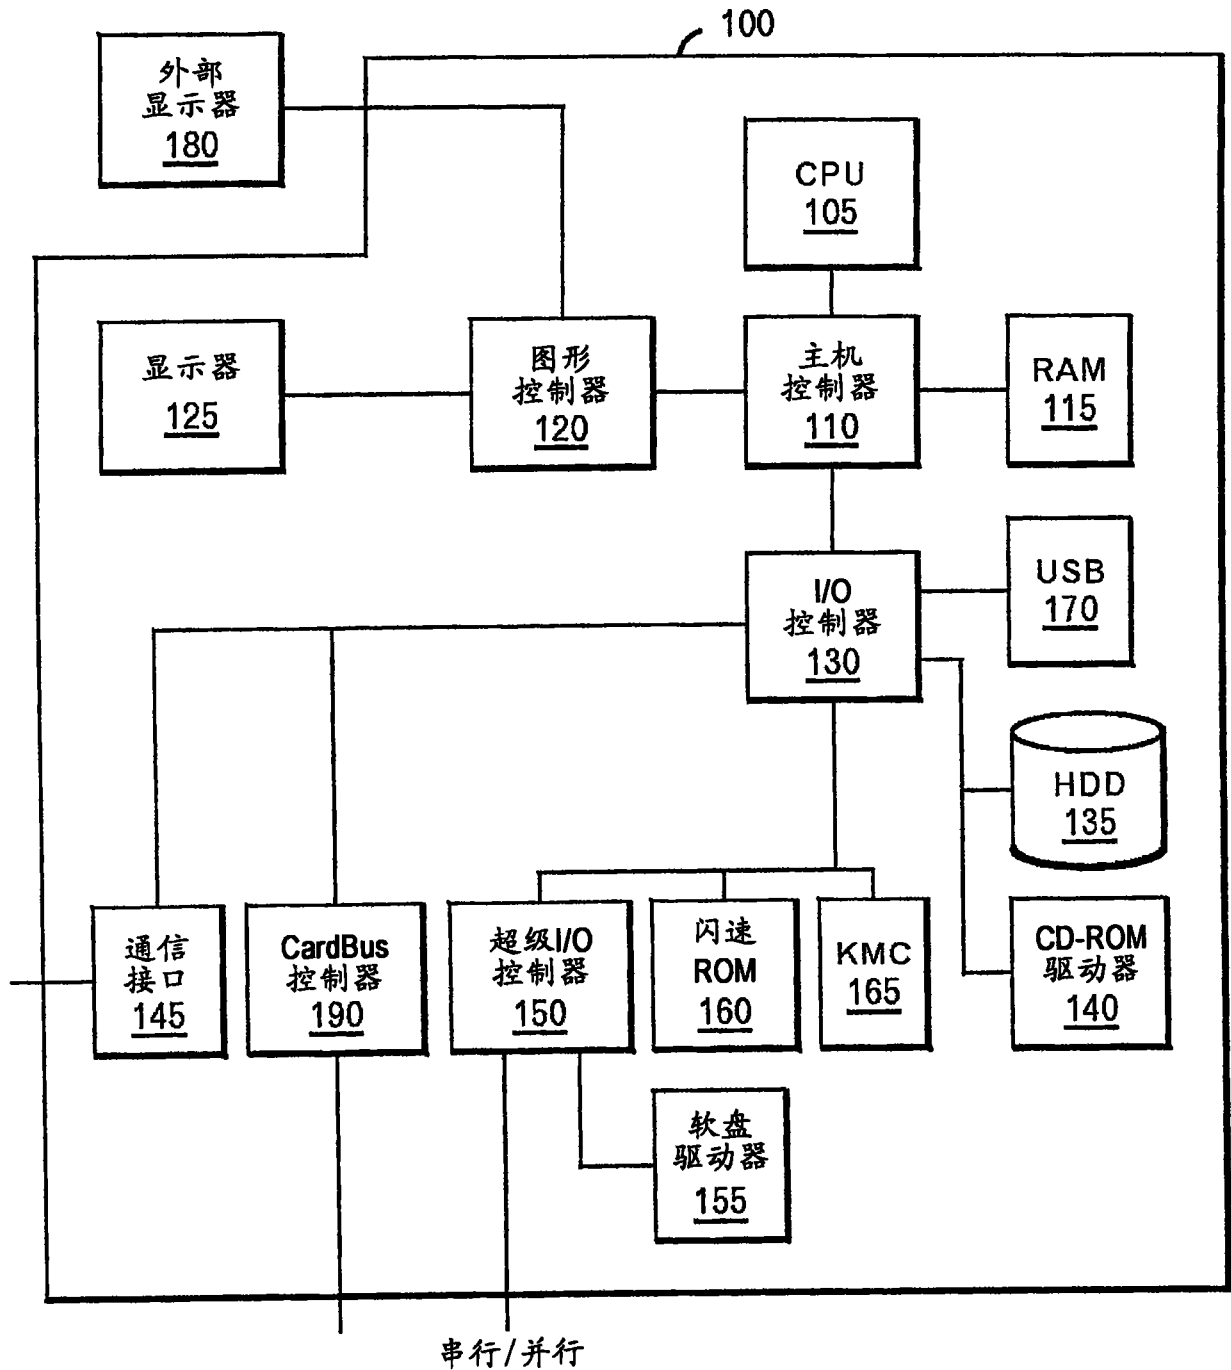 100
外部
显示器
180
CPU
105
显示器
125
图形
控制器
120
主机
控制器
110
RAM
115
I/O
控制器
130
USB
170
HDD
135
通信
接口
145
CardBus
控制器
190
超级I/O
控制器
150
闪速
ROM
160
KMC
165
CD-ROM
驱动器
140
软盘
驱动器
155
串行/并行